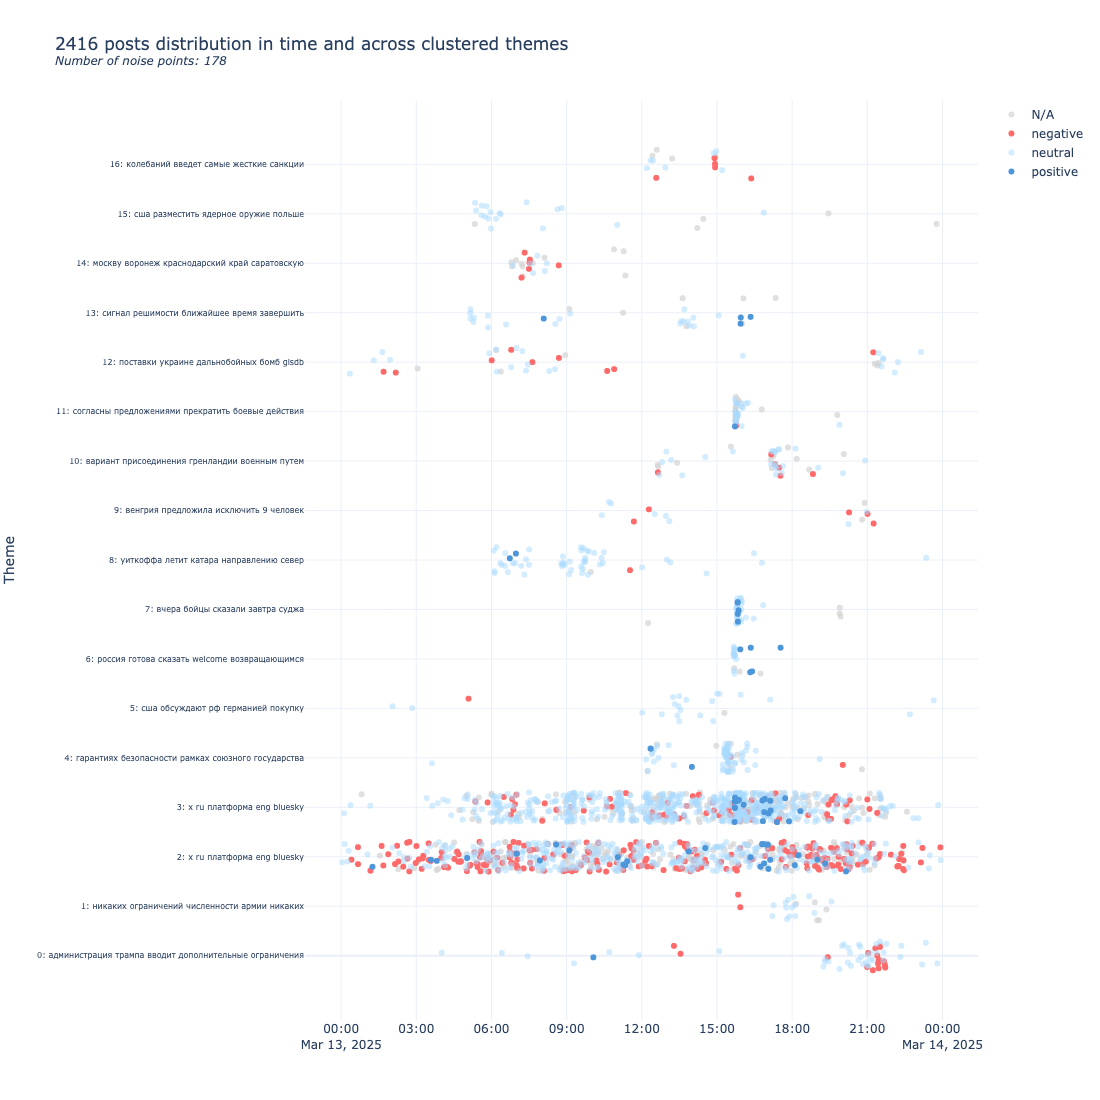 2416 posts distribution in time and across clustered themes
Number of noise points: 178
N/A
negative
neutral
positive
Theme
16: колебаний введет самые жесткие санкции
15: сша разместить ядерное оружие польше
14: москву воронеж краснодарский край саратовскую
13: сигнал решимости ближайшее время завершить
12: поставки украине дальнобойных бомб glsdb
11: согласны предложениями прекратить боевые действия
10: вариант присоединения гренландии военным путем
9: венгрия предложила исключить 9 человек
8: уиткоффа летит катара направлению север
7: вчера бойцы сказали завтра суджа
6: россия готова сказать welcome возвращающимся
5: сша обсуждают рф германией покупку
4: гарантиях безопасности рамках союзного государства
3: x ru платформа eng bluesky
2: x ru платформа eng bluesky
1: никаких ограничений численности армии никаких
0: администрация трампа вводит дополнительные ограничения
00:00 03:00 06:00 09:00 12:00 15:00 18:00 21:00 00:00
Mar 13, 2025 Mar 14, 2025